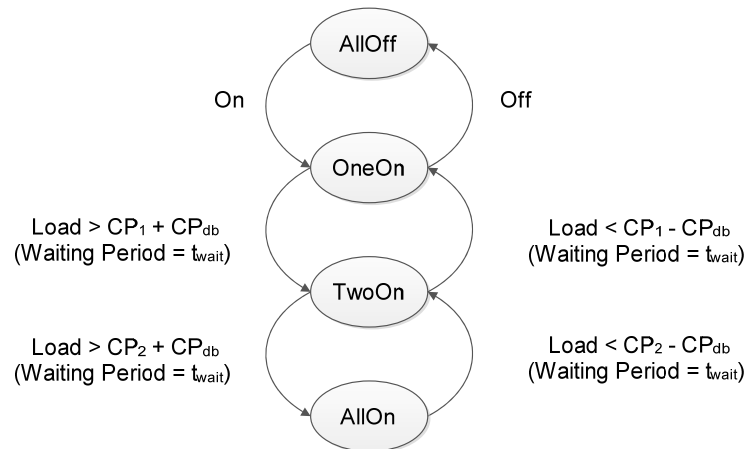 AllOff
On
Off
OneOn
Load > CP₁ + CPdb
(Waiting Period = twait)
Load < CP₁ - CPdb
(Waiting Period = twait)
TwoOn
Load > CP₂ + CPdb
(Waiting Period = twait)
Load < CP₂ - CPdb
(Waiting Period = twait)
AllOn